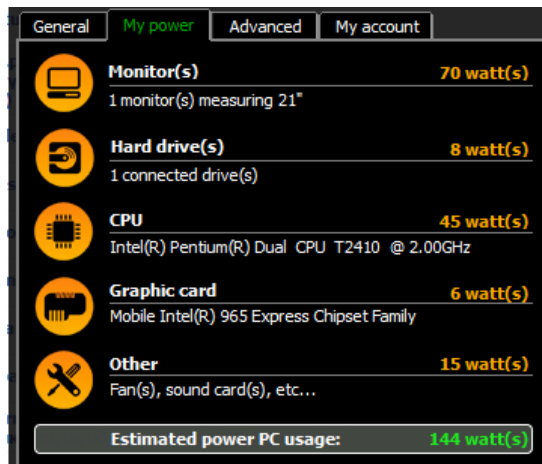 General My power Advanced My account
Monitor(s) 70 watt(s)
1 monitor(s) measuring 21"
Hard drive(s) 8 watt(s)
1 connected drive(s)
CPU 45 watt(s)
Intel(R) Pentium(R) Dual CPU T2410 @ 2.00GHz
Graphic card 6 watt(s)
Mobile Intel(R) 965 Express Chipset Family
Other 15 watt(s)
Fan(s), sound card(s), etc...
Estimated power PC usage: 144 watt(s)